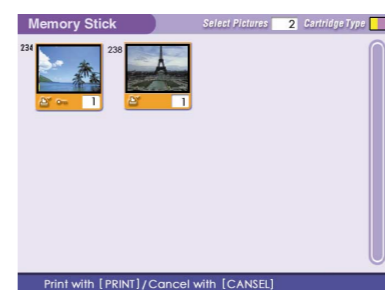 Memory Stick Select Pictures 2 Cartridge Type
234 238
1 1
Print with [PRINT]/Cancel with [CANSEL]